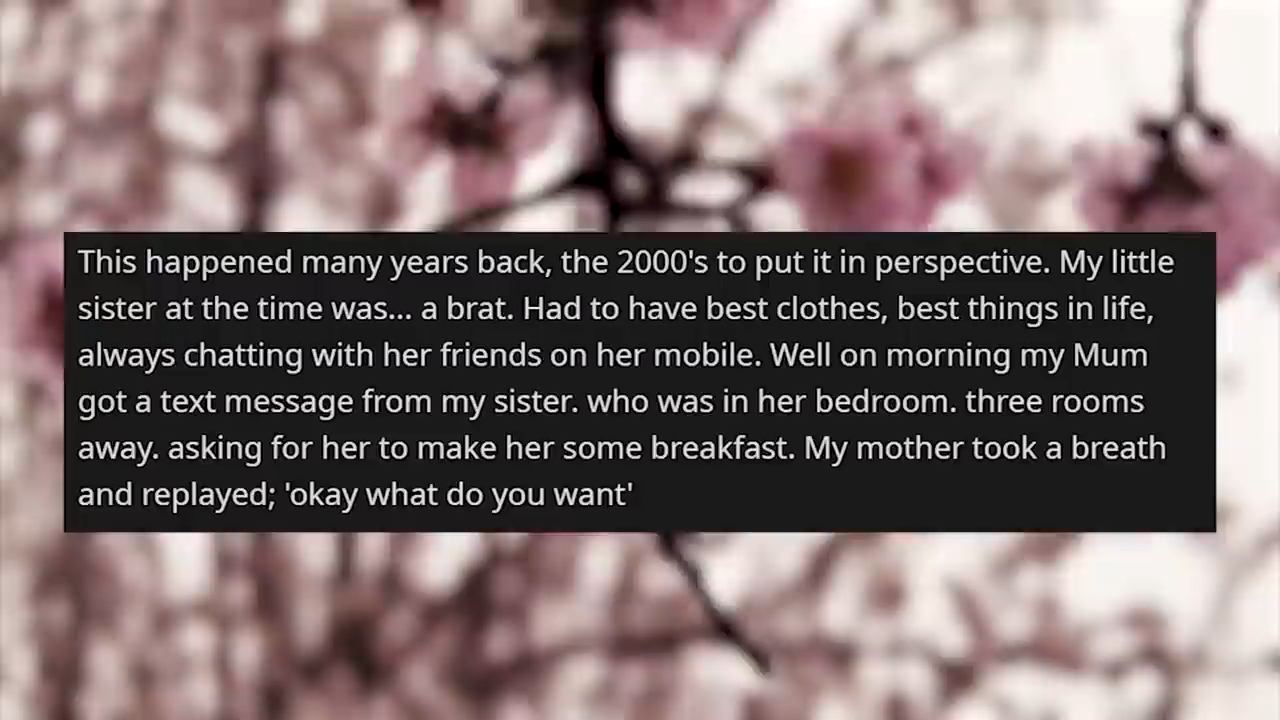 This happened many years back, the 2000's to put it in perspective. My little
sister at the time was... a brat. Had to have best clothes, best things in life,
always chatting with her friends on her mobile. Well on morning my Mum
got a text message from my sister. who was in her bedroom. three rooms
away. asking for her to make her some breakfast. My mother took a breath
and replayed; 'okay what do you want'